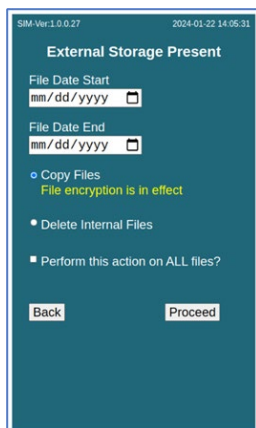 SIM-Ver:1.0.0.27 2024-01-22 14:05:31
External Storage Present
File Date Start
mm/dd/yyyy
File Date End
mm/dd/yyyy
Copy Files
File encryption is in effect
Delete Internal Files
Perform this action on ALL files?
Back Proceed